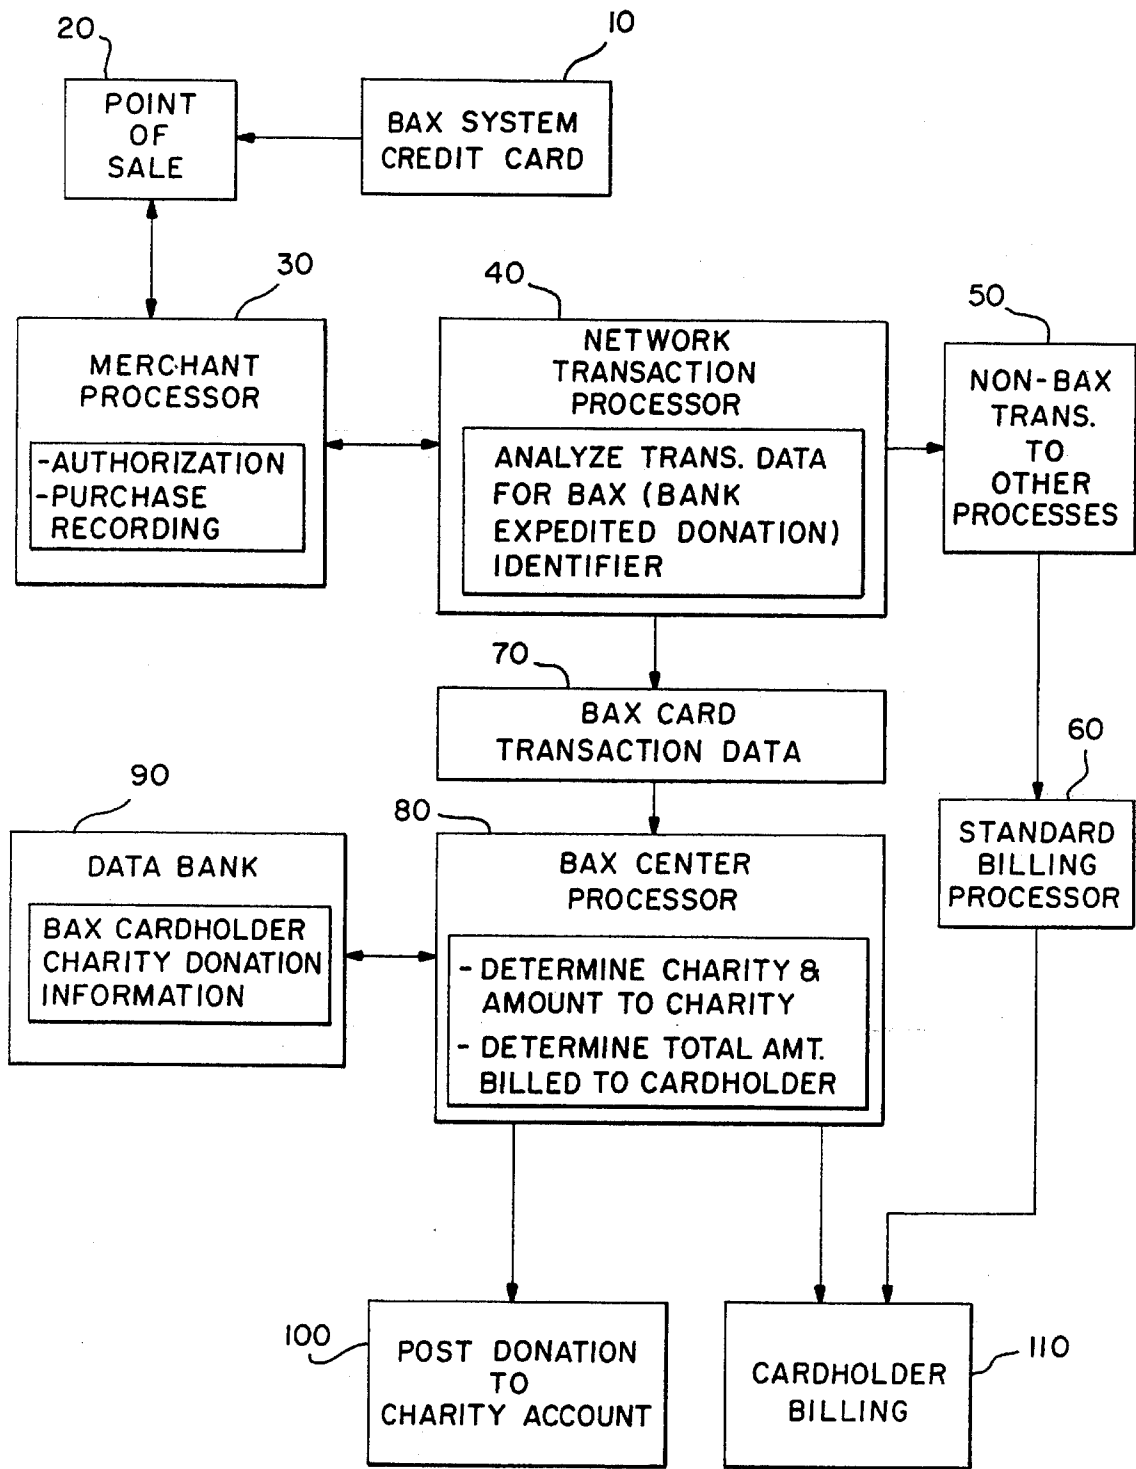 20
10
POINT
OF
SALE
BAX SYSTEM
CREDIT CARD
30
40
50
MERCHANT
PROCESSOR
-AUTHORIZATION
-PURCHASE
RECORDING
NETWORK
TRANSACTION
PROCESSOR
ANALYZE TRANS. DATA
FOR BAX (BANK
EXPEDITED DONATION)
IDENTIFIER
NON-BAX
TRANS.
TO
OTHER
PROCESSES
70
BAX CARD
TRANSACTION DATA
60
STANDARD
BILLING
PROCESSOR
90
DATA BANK
BAX CARDHOLDER
CHARITY DONATION
INFORMATION
80
BAX CENTER
PROCESSOR
- DETERMINE CHARITY &
AMOUNT TO CHARITY
- DETERMINE TOTAL AMT.
BILLED TO CARDHOLDER
100
POST DONATION
TO
CHARITY ACCOUNT
110
CARDHOLDER
BILLING